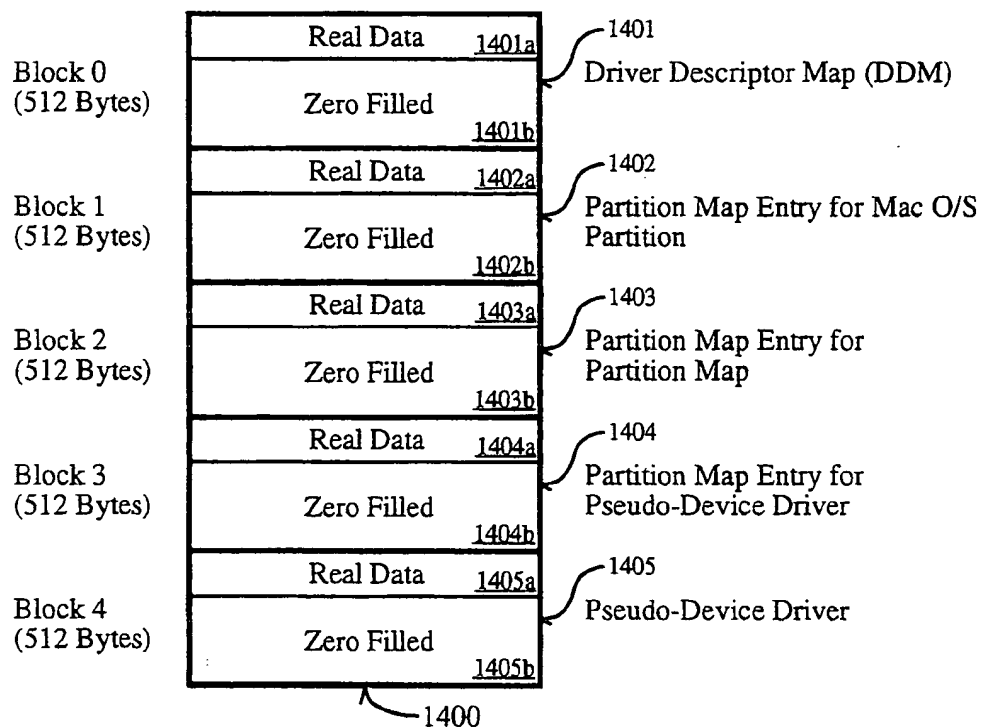 Real Data 1401a
1401
Block 0
(512 Bytes)
Driver Descriptor Map (DDM)
Zero Filled
1401b
Real Data 1402a
1402
Block 1
(512 Bytes)
Partition Map Entry for Mac O/S
Partition
Zero Filled
1402b
Real Data 1403a
1403
Block 2
(512 Bytes)
Partition Map Entry for
Partition Map
Zero Filled
1403b
Real Data 1404a
1404
Block 3
(512 Bytes)
Partition Map Entry for
Pseudo-Device Driver
Zero Filled
1404b
Real Data 1405a
1405
Block 4
(512 Bytes)
Pseudo-Device Driver
Zero Filled
1405b
1400